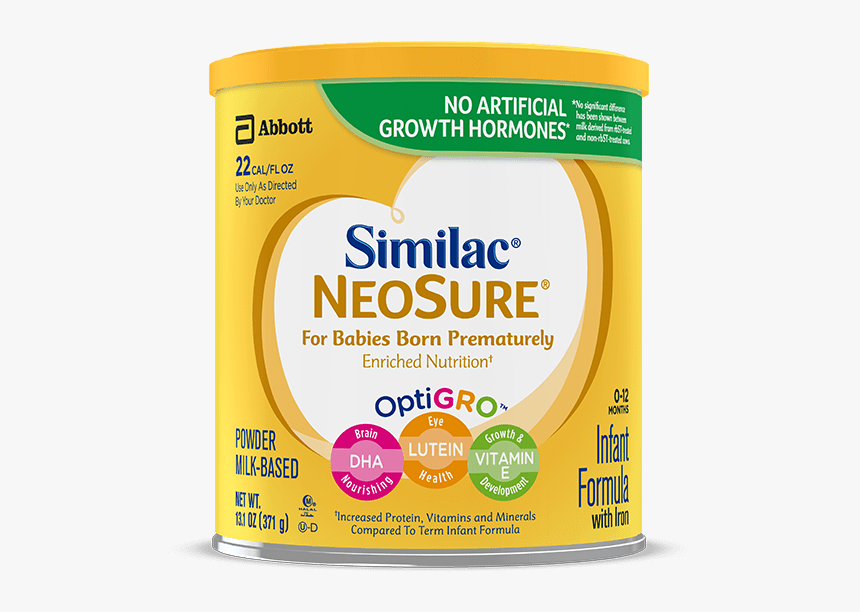 NO ARTIFICIAL
GROWTH HORMONES*
*No significant difference
has been shown between
milk derived from rbST-treated
and non-rbST-treated cows.
Abbott
22 CAL/FL OZ
Use Only As Directed
By Your Doctor
Similac®
NEOSURE®
For Babies Born Prematurely
Enriched Nutrition†
OptiGRO™
Brain
DHA
Nourishing
Eye
LUTEIN
Health
Growth &
VITAMIN
E
Development
0-12
MONTHS
Infant
Formula
with Iron
POWDER
MILK-BASED
NET WT.
13.1 OZ (371 g)
HALAL
U-D
†Increased Protein, Vitamins and Minerals
Compared To Term Infant Formula